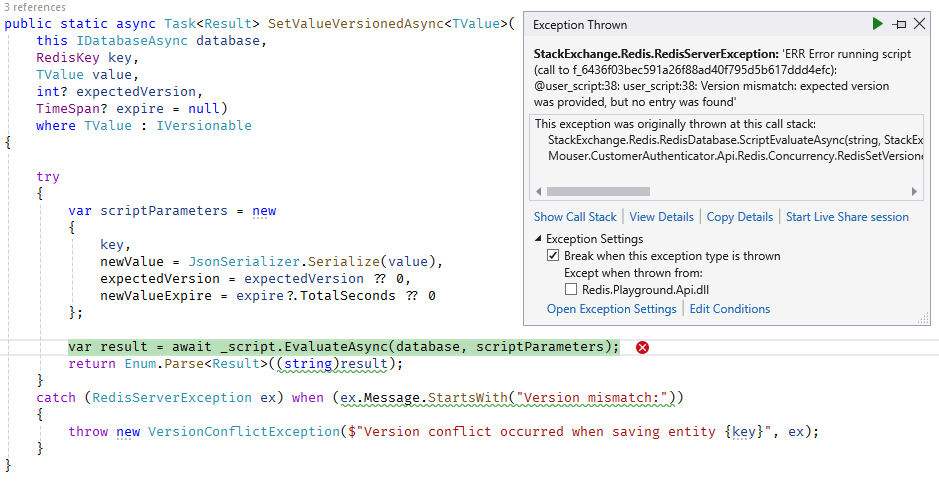 3 references
public static async Task<Result> SetValueVersionedAsync<TValue>(
this IDatabaseAsync database,
RedisKey key,
TValue value,
int? expectedVersion,
TimeSpan? expire = null)
where TValue : IVersionable
{
try
{
var scriptParameters = new
{
key,
newValue = JsonSerializer.Serialize(value),
expectedVersion = expectedVersion ?? 0,
newValueExpire = expire?.TotalSeconds ?? 0
};
var result = await _script.EvaluateAsync(database, scriptParameters);
return Enum.Parse<Result>((string)result);
}
catch (RedisServerException ex) when (ex.Message.StartsWith("Version mismatch:"))
{
throw new VersionConflictException($"Version conflict occurred when saving entity {key}", ex);
}
}
Exception Thrown
StackExchange.Redis.RedisServerException: 'ERR Error running script
(call to f_6436f03bec591a26f88ad40f795d5b617ddd4efc):
@user_script:38: user_script:38: Version mismatch: expected version
was provided, but no entry was found'
This exception was originally thrown at this call stack:
StackExchange.Redis.RedisDatabase.ScriptEvaluateAsync(string, StackEx
Mouser.CustomerAuthenticator.Api.Redis.Concurrency.RedisSetVersione
Show Call Stack | View Details | Copy Details | Start Live Share session
Exception Settings
Break when this exception type is thrown
Except when thrown from:
Redis.Playground.Api.dll
Open Exception Settings | Edit Conditions